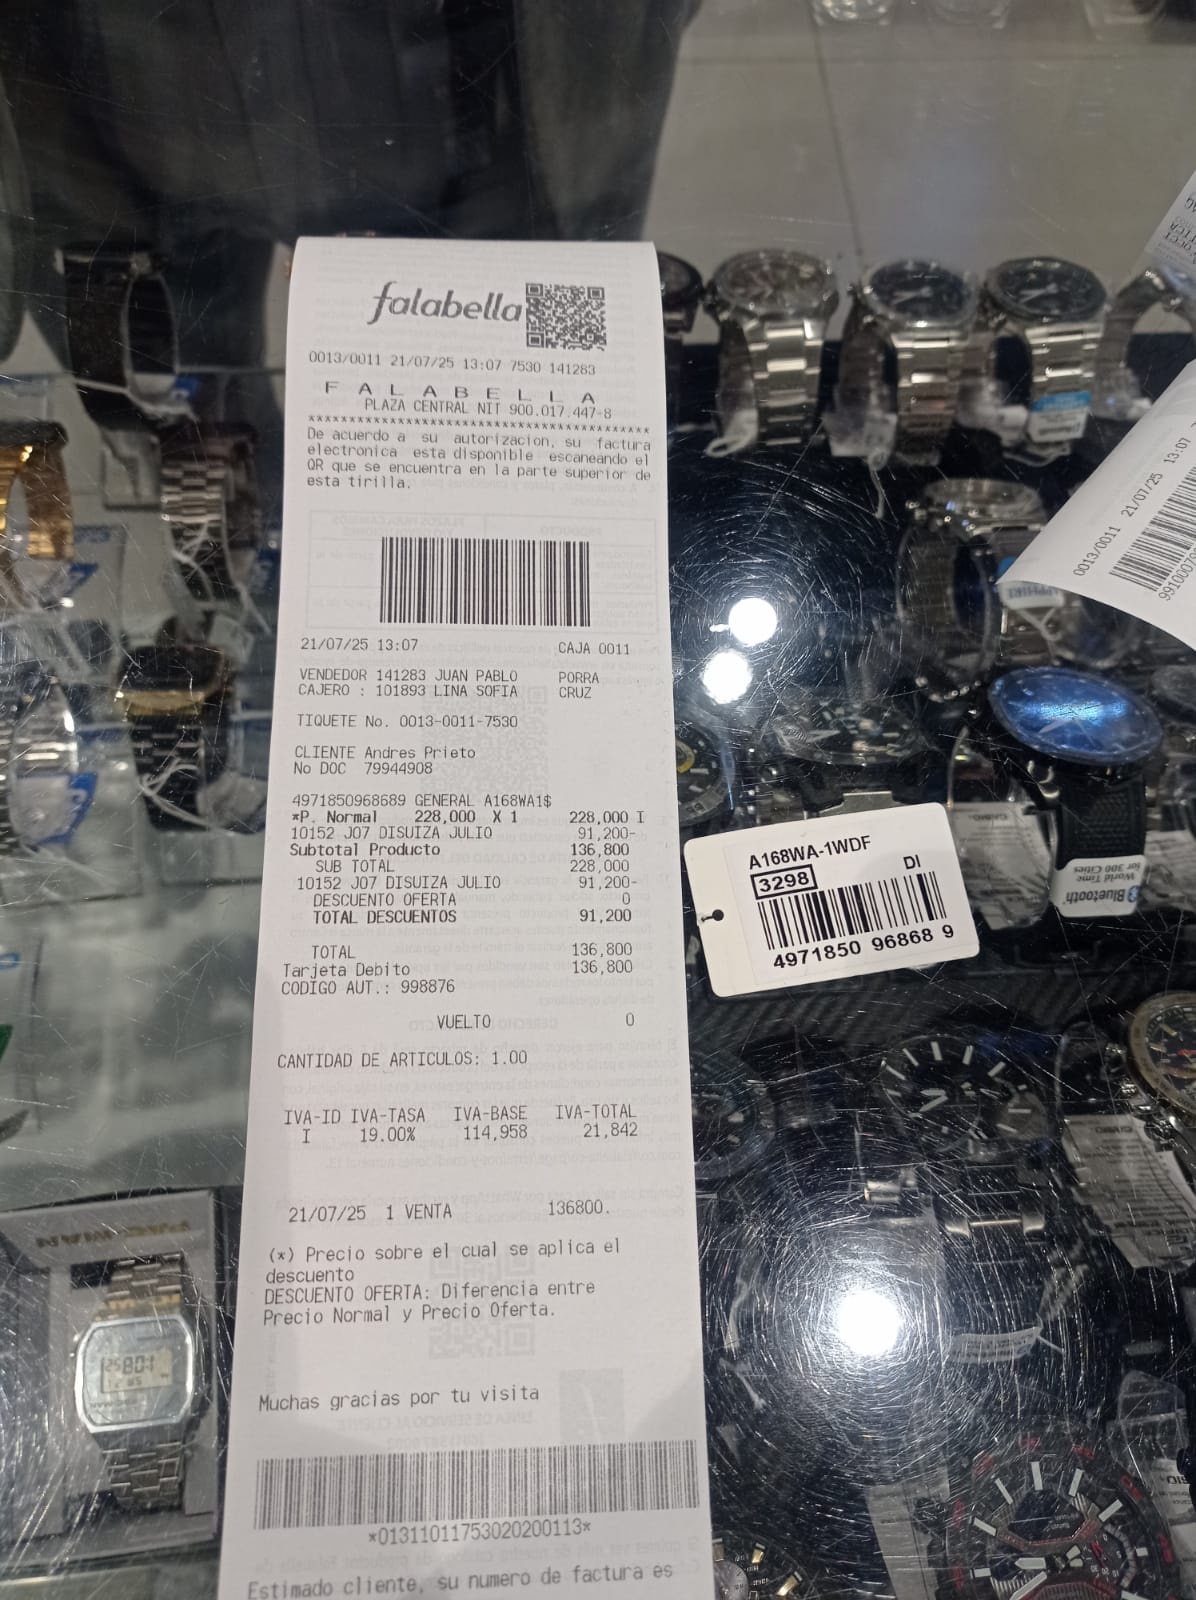 falabella
0013/0011 21/07/25 13:07 7530 141283
F A L A B E L L A
PLAZA CENTRAL NIT 900.017.447-8
****************************************************
De acuerdo a su autorizacion, su factura
electronica esta disponible escaneando el
QR que se encuentra en la parte superior de
esta tirilla.
21/07/25 13:07 CAJA 0011
VENDEDOR 141283 JUAN PABLO PORRA
CAJERO : 101893 LINA SOFIA CRUZ
TIQUETE No. 0013-0011-7530
CLIENTE Andres Prieto
No DOC 79944908
4971850968689 GENERAL A168WA1$
*P. Normal 228,000 X 1 228,000 I
10152 J07 DISUIZA JULIO 91,200-
Subtotal Producto 136,800
SUB TOTAL 228,000
10152 J07 DISUIZA JULIO 91,200-
DESCUENTO OFERTA 0
TOTAL DESCUENTOS 91,200
TOTAL 136,800
Tarjeta Debito 136,800
CODIGO AUT.: 998876
VUELTO 0
CANTIDAD DE ARTICULOS: 1.00
IVA-ID IVA-TASA IVA-BASE IVA-TOTAL
I 19.00% 114,958 21,842
21/07/25 1 VENTA 136800.
(*) Precio sobre el cual se aplica el
descuento
DESCUENTO OFERTA: Diferencia entre
Precio Normal y Precio Oferta.
Muchas gracias por tu visita
*01311011753020200113*
Estimado cliente, su numero de factura es
A168WA-1WDF
3298 DI
4971850 96868 9
0013/0011 21/07/25 13:07
Bluetooth
World Time
for 300 Cities
CASIO